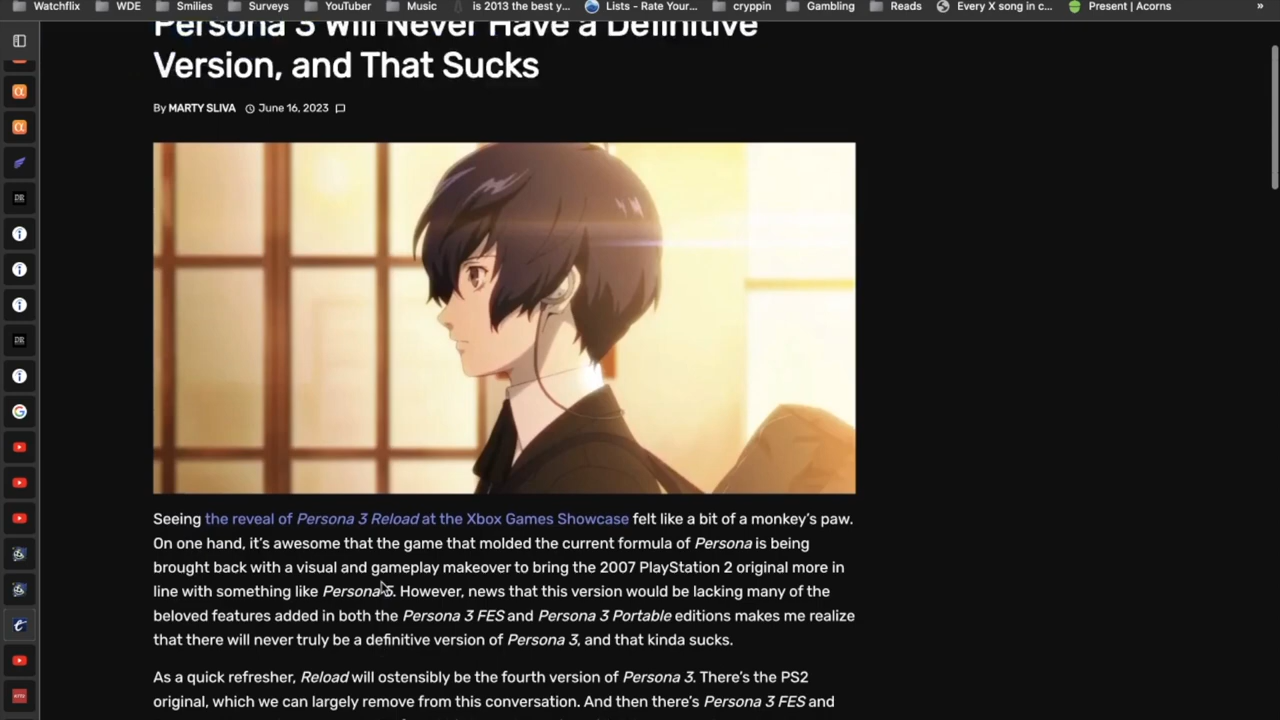 Watchflix WDE Smilies Surveys YouTuber Music is 2013 the best y... Lists - Rate Your... cryppin Gambling Reads Every X song in c... Present | Acorns »
Persona 3 Will Never Have a Definitive
Version, and That Sucks
By MARTY SLIVA June 16, 2023
Seeing the reveal of Persona 3 Reload at the Xbox Games Showcase felt like a bit of a monkey's paw.
On one hand, it's awesome that the game that molded the current formula of Persona is being
brought back with a visual and gameplay makeover to bring the 2007 PlayStation 2 original more in
line with something like Persona 5. However, news that this version would be lacking many of the
beloved features added in both the Persona 3 FES and Persona 3 Portable editions makes me realize
that there will never truly be a definitive version of Persona 3, and that kinda sucks.
As a quick refresher, Reload will ostensibly be the fourth version of Persona 3. There's the PS2
original, which we can largely remove from this conversation. And then there's Persona 3 FES and